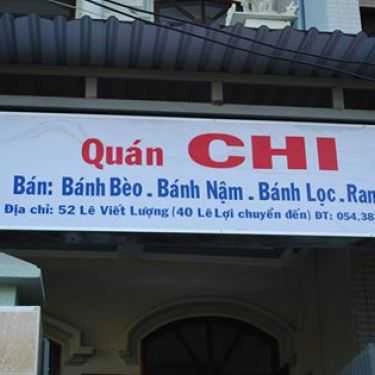 Quán CHI
Bán: Bánh Bèo . Bánh Nậm . Bánh Lọc . Ram
Địa chỉ: 52 Lê Viết Lượng (40 Lê Lợi chuyển đến) ĐT: 054.38